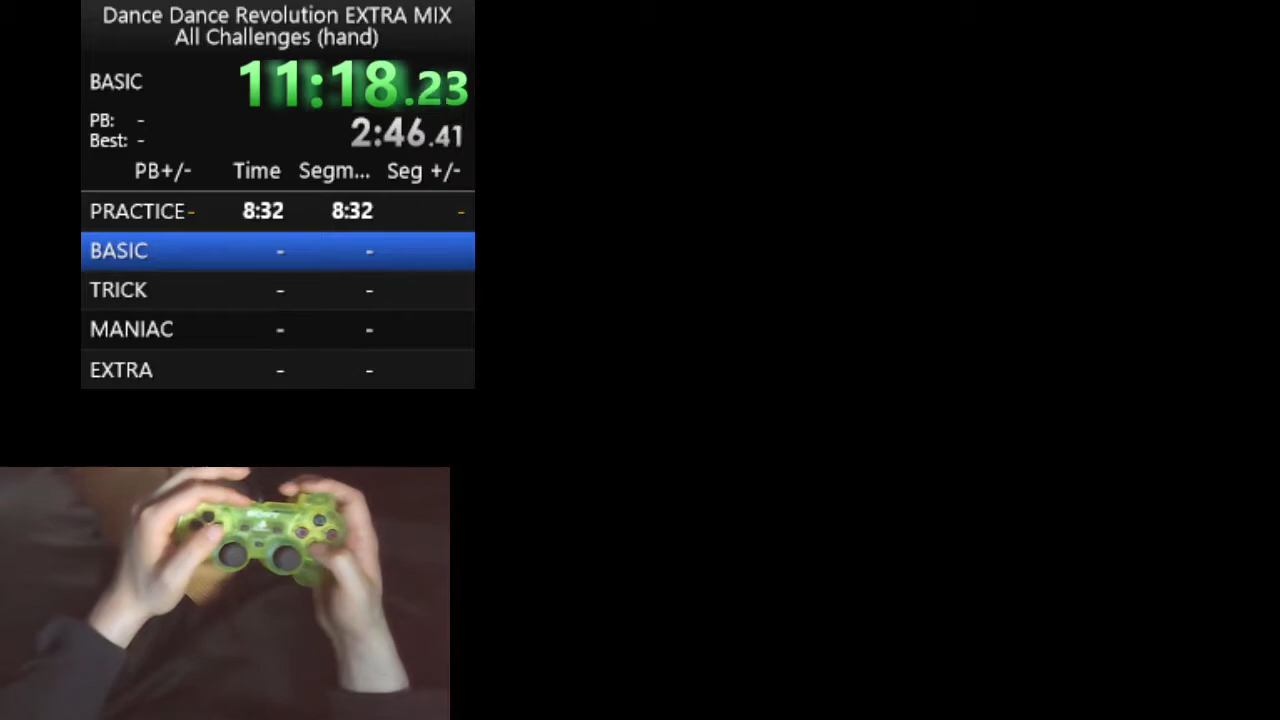 Dance Dance Revolution EXTRA MIX
All Challenges (hand)
BASIC 11:18.23
PB: -
Best: - 2:46.41
PB+/- Time Segm... Seg +/-
PRACTICE - 8:32 8:32 -
BASIC - -
TRICK - -
MANIAC - -
EXTRA - -
SONY